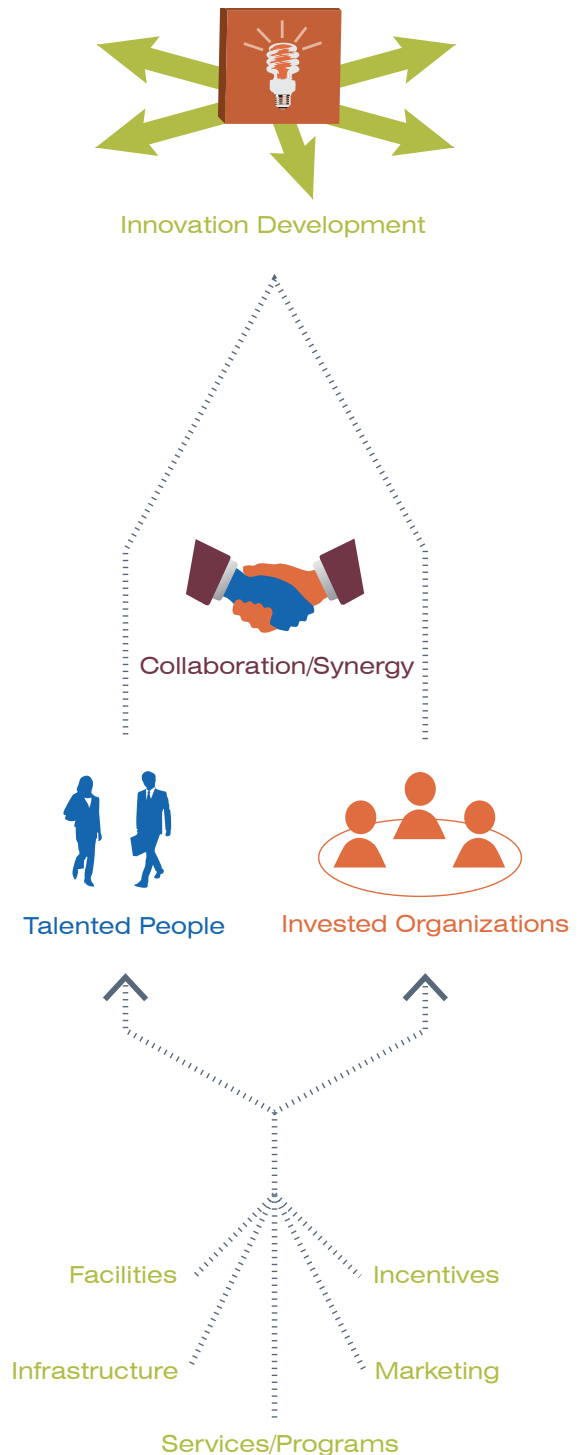 Innovation Development
Collaboration/Synergy
Talented People
Invested Organizations
Facilities
Incentives
Infrastructure
Marketing
Services/Programs